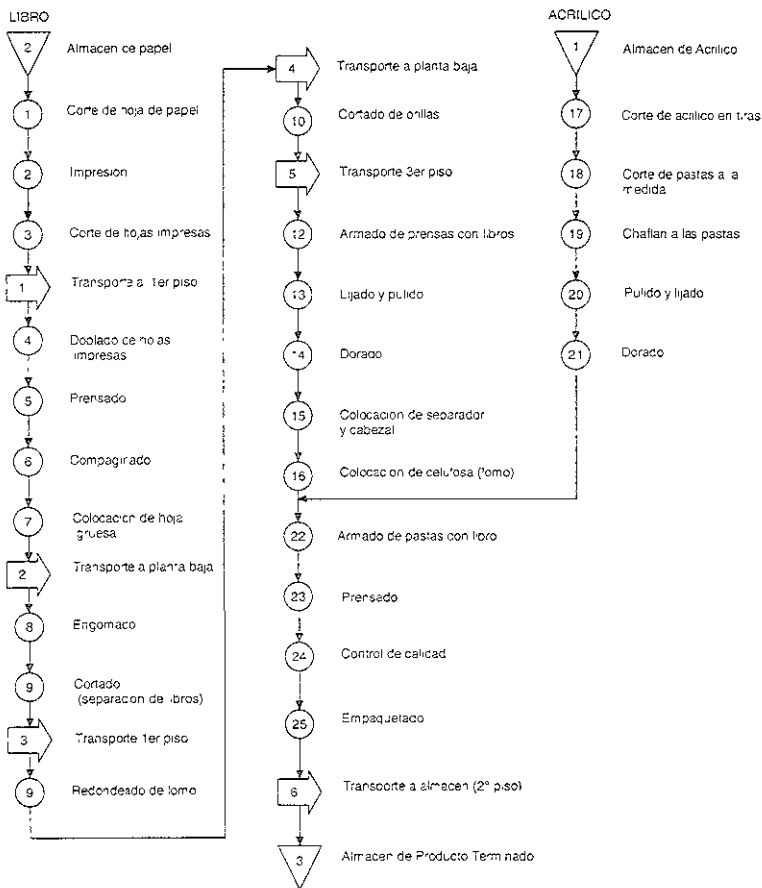 LIBRO
2 Almacen de papel
1 Corte de hoja de papel
2 Impresion
3 Corte de hojas impresas
1 Transporte al 1er piso
4 Doblado de hojas
impresas
5 Prensado
6 Compaginado
7 Colocacion de hoja
gruesa
2 Transporte a planta baja
8 Engomado
9 Cortado
(separacion de libros)
3 Transporte 1er piso
9 Redondeado de lomo
4 Transporte a planta baja
10 Cortado de orillas
5 Transporte 3er piso
12 Armado de prensas con libros
13 Lijado y pulido
14 Dorado
15 Colocacion de separador
y cabezal
16 Colocacion de celulosa (lomo)
22 Armado de pastas con libro
23 Prensado
24 Control de calidad
25 Empaquetado
6 Transporte a almacen (2° piso)
3 Almacen de Producto Terminado
ACRILICO
1 Almacen de Acrilico
17 Corte de acrilico en tiras
18 Corte de pastas a la
medida
19 Chaflan a las pastas
20 Pulido y lijado
21 Dorado